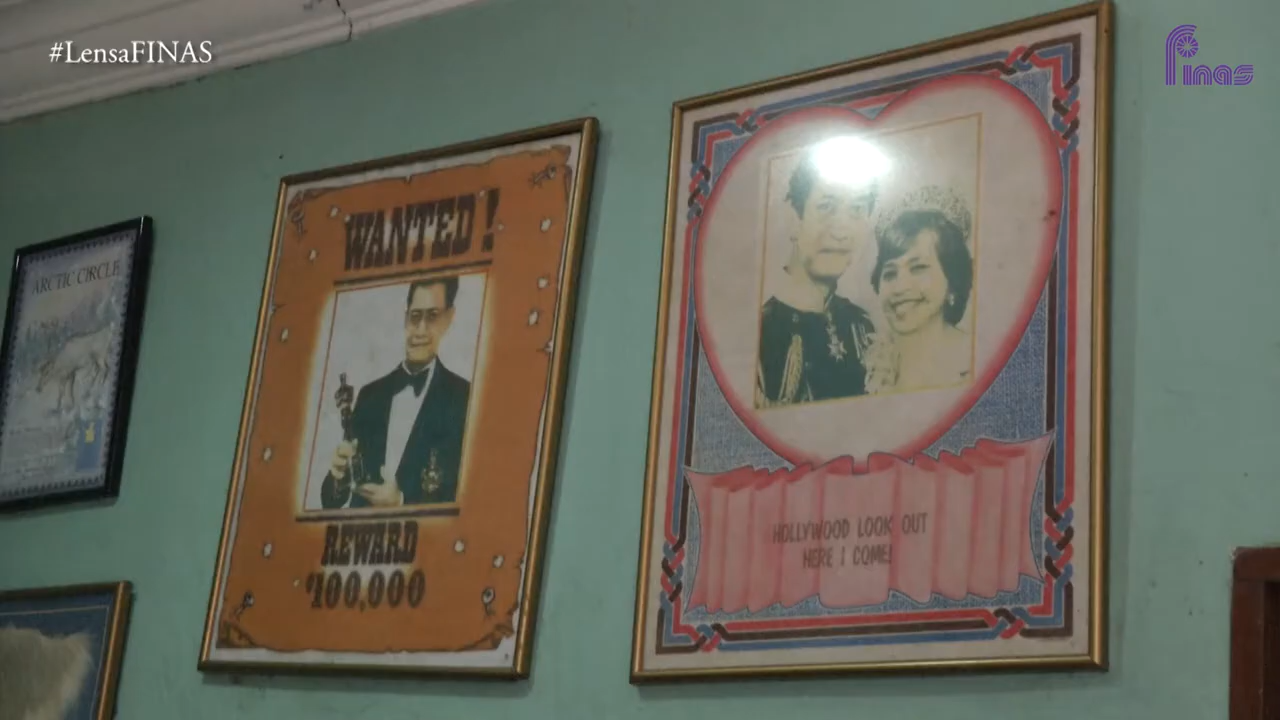 #LensaFINAS
Finas
ARCTIC CIRCLE
WANTED!
REWARD
$100,000
HOLLYWOOD LOOK OUT
HERE I COME!